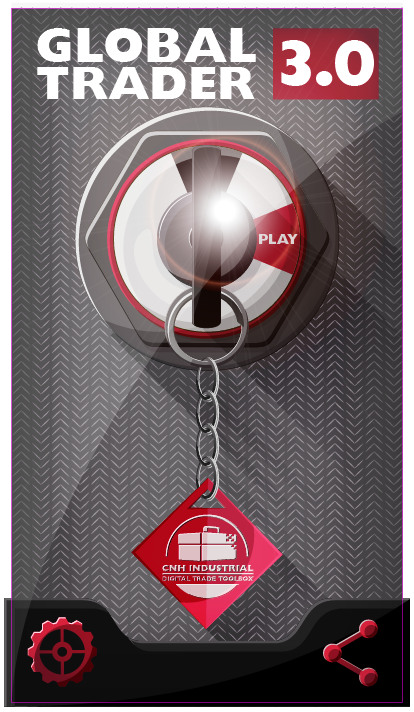 GLOBAL
TRADER
3.0
PLAY
CNH INDUSTRIAL
DIGITAL TRADE TOOLBOX